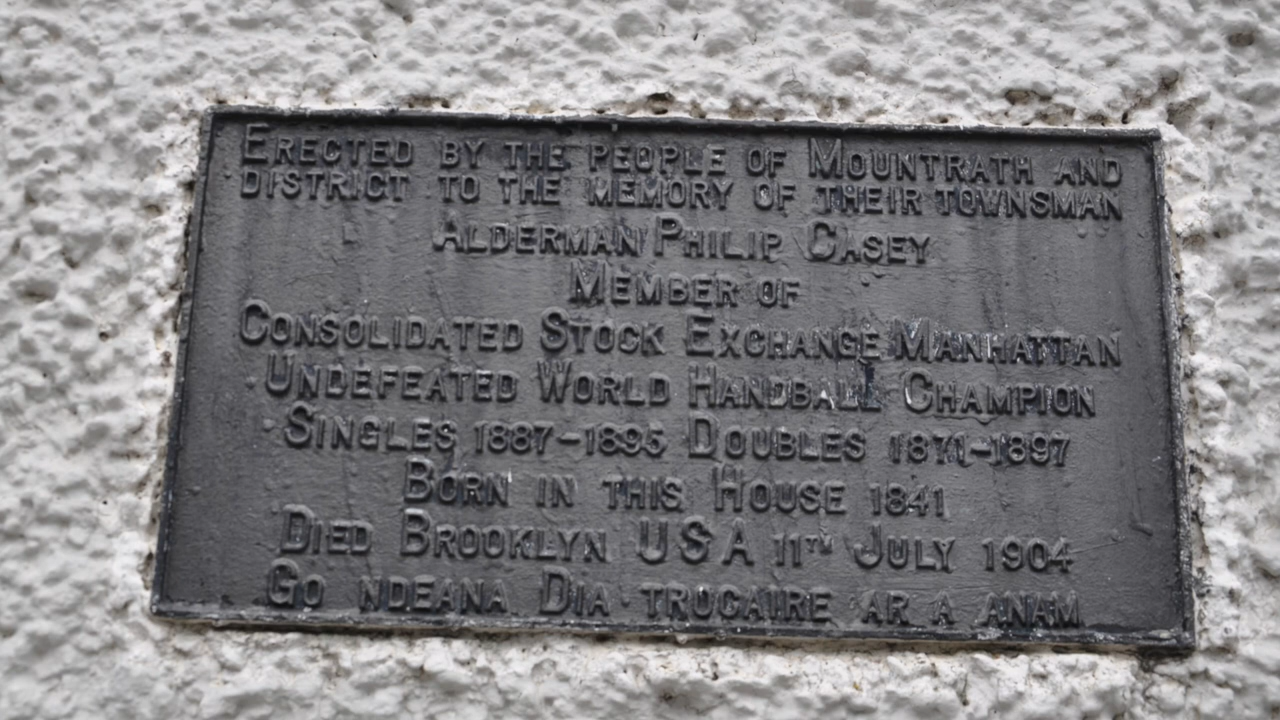 ERECTED BY THE PEOPLE OF MOUNTRATH AND
DISTRICT TO THE MEMORY OF THEIR TOWNSMAN
ALDERMAN PHILIP CASEY
MEMBER OF
CONSOLIDATED STOCK EXCHANGE MANHATTAN
UNDEFEATED WORLD HANDBALL CHAMPION
SINGLES 1887-1895 DOUBLES 1871-1897
BORN IN THIS HOUSE 1841
DIED BROOKLYN USA 11TH JULY 1904
GO NDEANA DIA TROCAIRE AR A ANAM